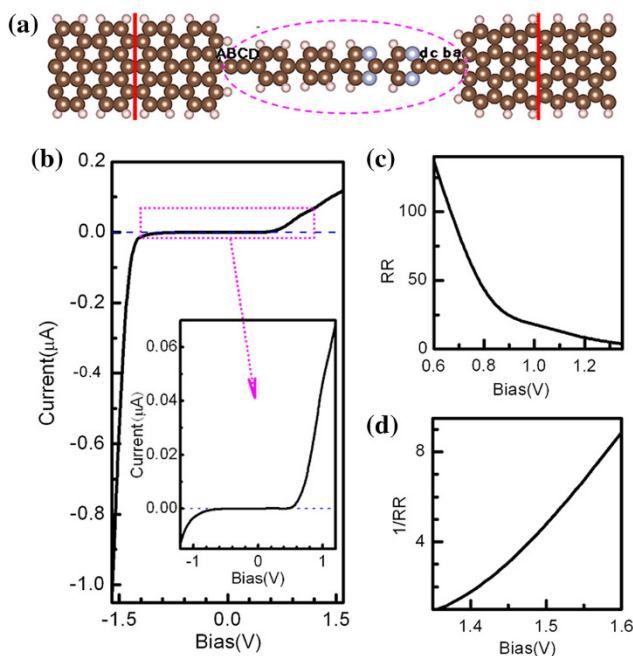 (a)
ABCD
dc ba
(b)
0.2
0.0
-0.2
-0.4
-0.6
-0.8
-1.0
Current(μA)
-1.5
0.0
1.5
Bias(V)
0.06
0.04
0.02
0.00
Current(μA)
-1
0
1
Bias(V)
(c)
100
50
0
RR
0.6
0.8
1.0
1.2
Bias(V)
(d)
8
4
1/RR
1.4
1.5
1.6
Bias(V)